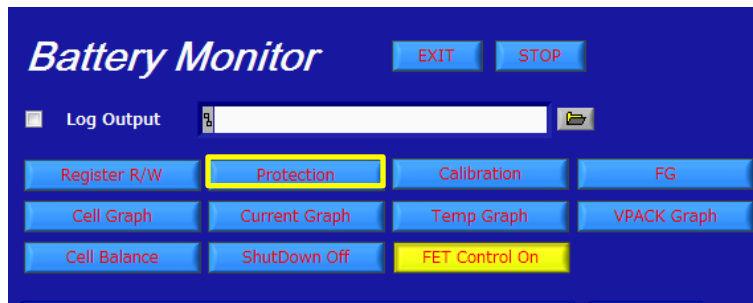 Battery Monitor EXIT STOP
Log Output
Register R/W Protection Calibration FG
Cell Graph Current Graph Temp Graph VPACK Graph
Cell Balance ShutDown Off FET Control On